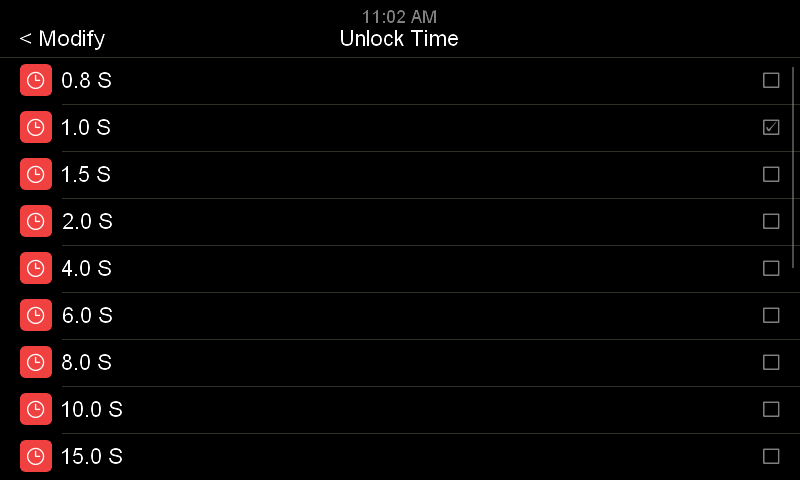 11:02 AM
< Modify
Unlock Time
0.8 S
1.0 S
1.5 S
2.0 S
4.0 S
6.0 S
8.0 S
10.0 S
15.0 S